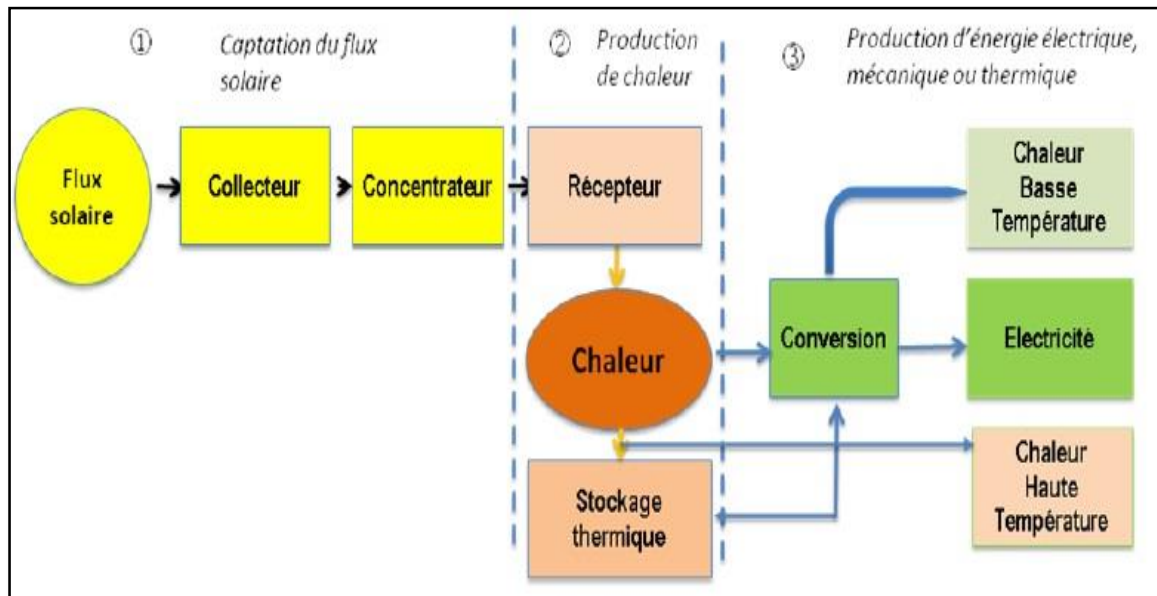 ① Captation du flux
solaire
② Production
de chaleur
③ Production d'énergie électrique,
mécanique ou thermique
Flux
solaire
Collecteur
Concentrateur
Récepteur
Chaleur
Stockage
thermique
Conversion
Chaleur
Basse
Température
Electricité
Chaleur
Haute
Température